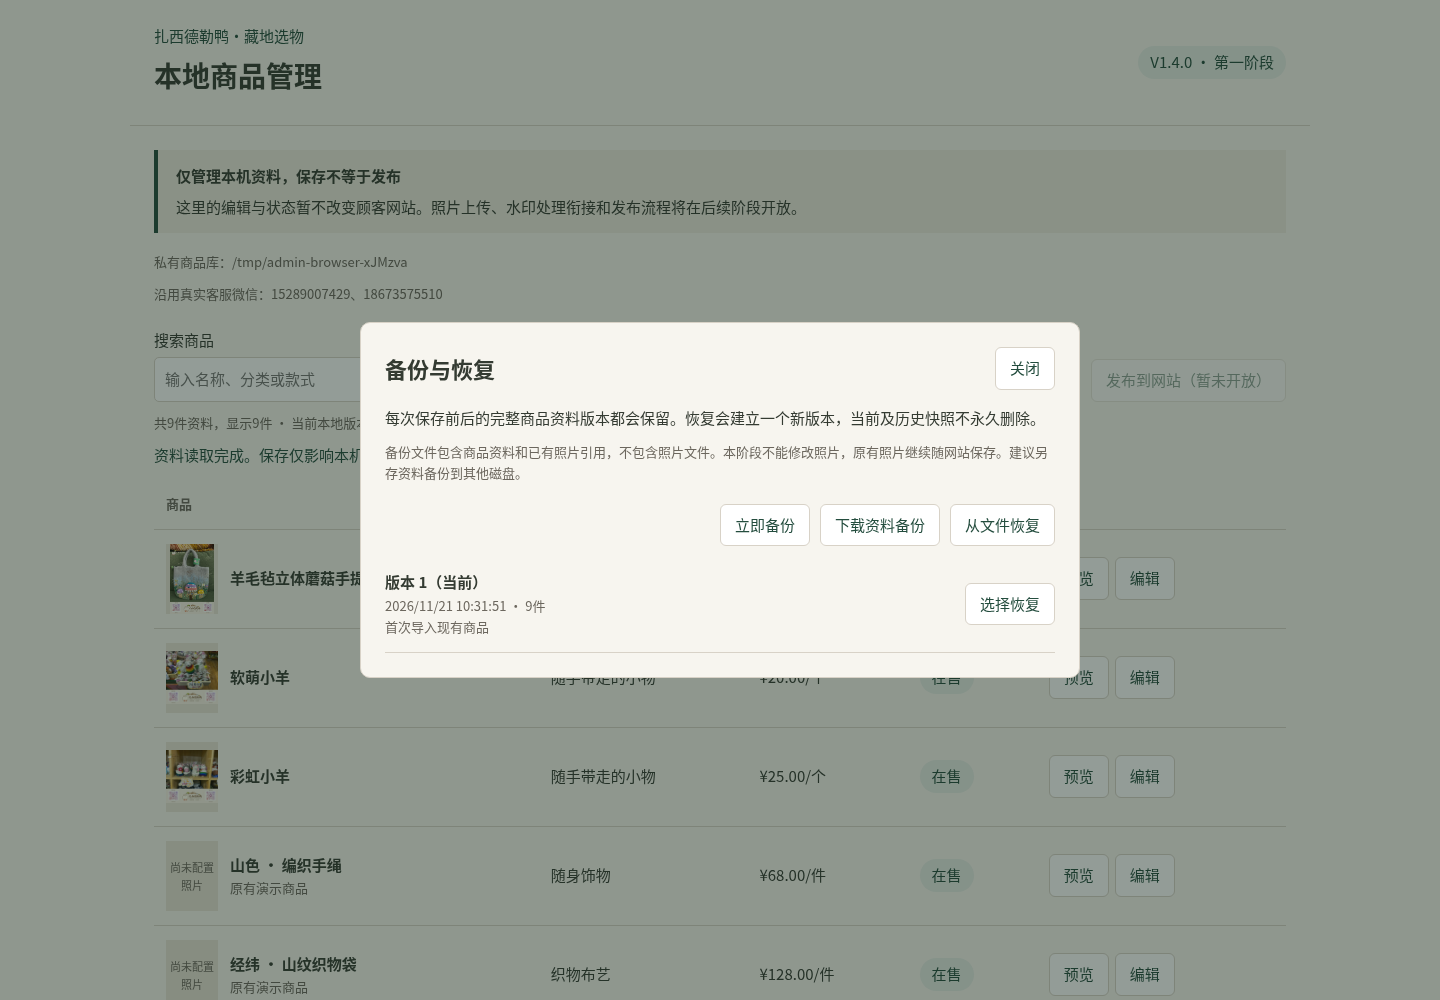 扎西德勒鸭・藏地选物
本地商品管理
V1.4.0 · 第一阶段
仅管理本机资料，保存不等于发布
这里的编辑与状态暂不改变顾客网站。照片上传、水印处理衔接和发布流程将在后续阶段开放。
私有商品库：/tmp/admin-browser-xJMzva
沿用真实客服微信：15289007429、18673575510
搜索商品
输入名称、分类或款式
发布到网站（暂未开放）
共9件资料，显示9件 · 当前本地版本
资料读取完成。保存仅影响本机
商品
备份与恢复
关闭
每次保存前后的完整商品资料版本都会保留。恢复会建立一个新版本，当前及历史快照不永久删除。
备份文件包含商品资料和已有照片引用，不包含照片文件。本阶段不能修改照片，原有照片继续随网站保存。建议另
存资料备份到其他磁盘。
立即备份
下载资料备份
从文件恢复
版本 1（当前）
2026/11/21 10:31:51 · 9件
首次导入现有商品
选择恢复
羊毛毡立体蘑菇手提
览
编辑
软萌小羊
随手带走的小物
¥20.00/个
在售
预览
编辑
彩虹小羊
随手带走的小物
¥25.00/个
在售
预览
编辑
尚未配置
照片
山色 · 编织手绳
原有演示商品
随身饰物
¥68.00/件
在售
预览
编辑
尚未配置
照片
经纬 · 山纹织物袋
原有演示商品
织物布艺
¥128.00/件
在售
预览
编辑